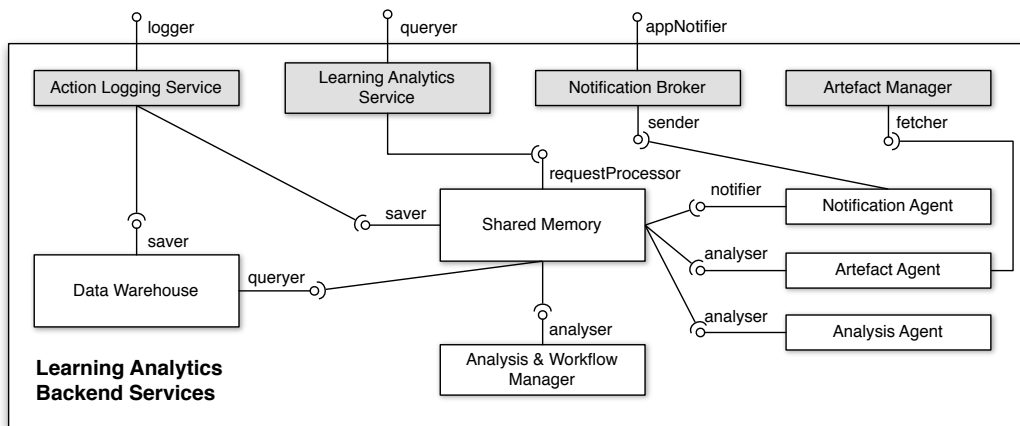 logger
queryer
appNotifier
Action Logging Service
Learning Analytics
Service
Notification Broker
Artefact Manager
sender
fetcher
requestProcessor
notifier
saver
Shared Memory
Notification Agent
saver
queryer
analyser
Data Warehouse
Artefact Agent
analyser
analyser
Analysis Agent
Learning Analytics
Backend Services
Analysis & Workflow
Manager